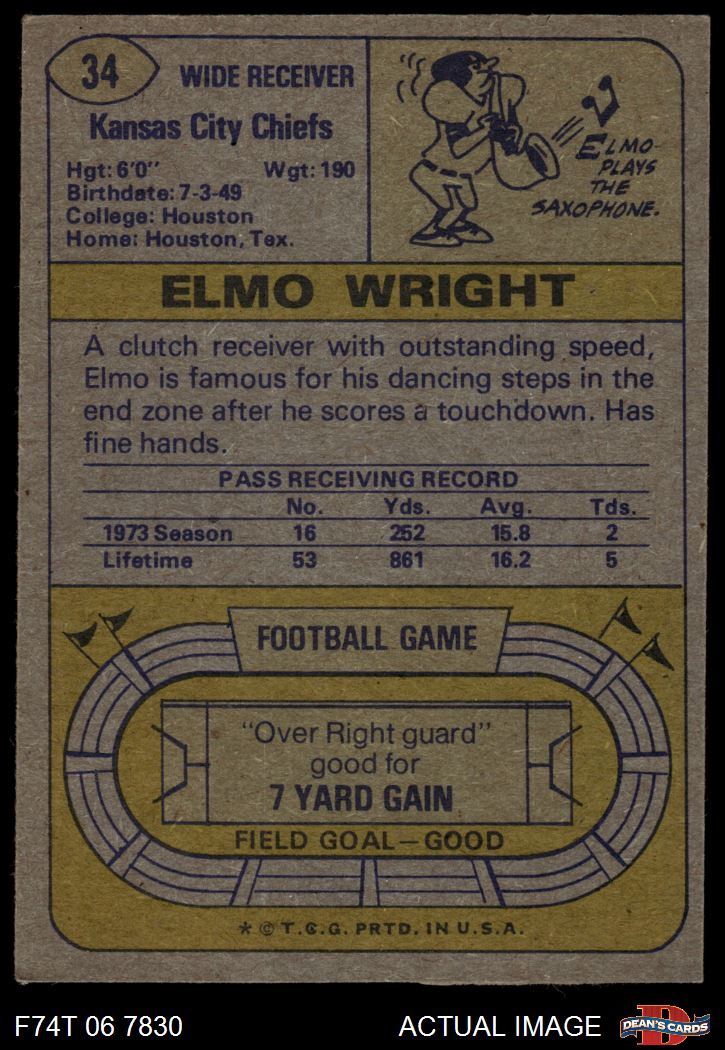 34
WIDE RECEIVER
Kansas City Chiefs
Hgt: 6'0" Wgt: 190
Birthdate: 7-3-49
College: Houston
Home: Houston, Tex.
ELMO
PLAYS
THE
SAXOPHONE.
ELMO WRIGHT
A clutch receiver with outstanding speed,
Elmo is famous for his dancing steps in the
end zone after he scores a touchdown. Has
fine hands.
PASS RECEIVING RECORD
No. Yds. Avg. Tds.
1973 Season 16 252 15.8 2
Lifetime 53 861 16.2 5
FOOTBALL GAME
"Over Right guard"
good for
7 YARD GAIN
FIELD GOAL—GOOD
* © T.C.G. PRTD. IN U.S.A.
F74T 06 7830
ACTUAL IMAGE
D
DEAN'S CARDS